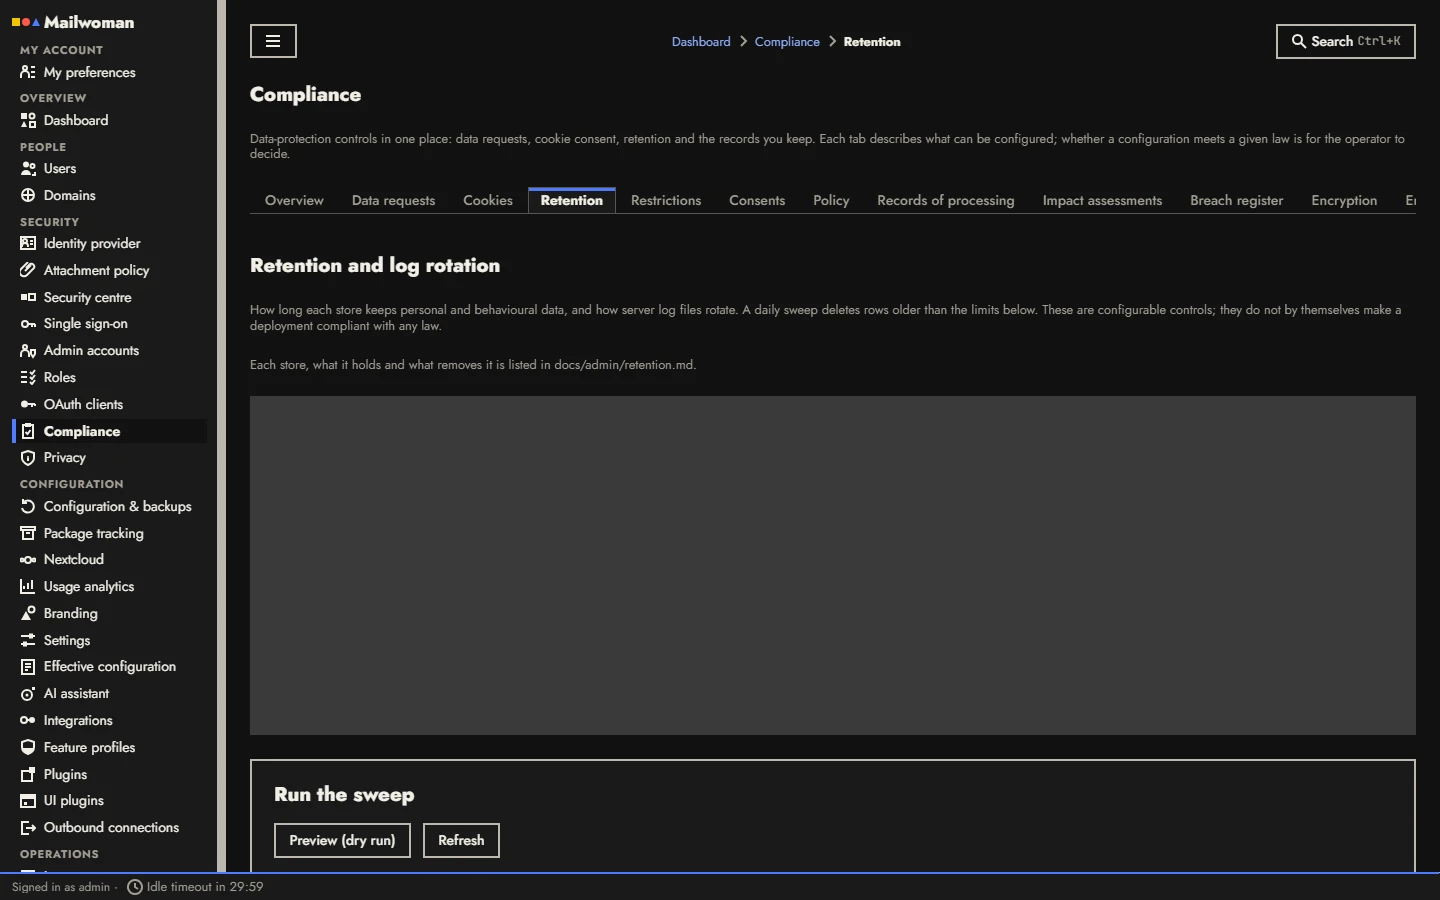 Mailwoman
MY ACCOUNT
My preferences
OVERVIEW
Dashboard
PEOPLE
Users
Domains
SECURITY
Identity provider
Attachment policy
Security centre
Single sign-on
Admin accounts
Roles
OAuth clients
Compliance
Privacy
CONFIGURATION
Configuration & backups
Package tracking
Nextcloud
Usage analytics
Branding
Settings
Effective configuration
AI assistant
Integrations
Feature profiles
Plugins
UI plugins
Outbound connections
OPERATIONS
Dashboard Compliance Retention
Search Ctrl+K
Compliance
Data-protection controls in one place: data requests, cookie consent, retention and the records you keep. Each tab describes what can be configured; whether a configuration meets a given law is for the operator to
decide.
Overview Data requests Cookies Retention Restrictions Consents Policy Records of processing Impact assessments Breach register Encryption
Retention and log rotation
How long each store keeps personal and behavioural data, and how server log files rotate. A daily sweep deletes rows older than the limits below. These are configurable controls; they do not by themselves make a
deployment compliant with any law.
Each store, what it holds and what removes it is listed in docs/admin/retention.md.
Run the sweep
Preview (dry run) Refresh
Signed in as admin · Idle timeout in 29:59